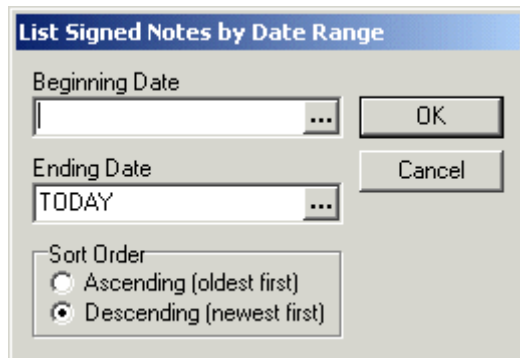 List Signed Notes by Date Range
Beginning Date
...
OK
Ending Date
TODAY
...
Cancel
Sort Order
Ascending (oldest first)
Descending (newest first)